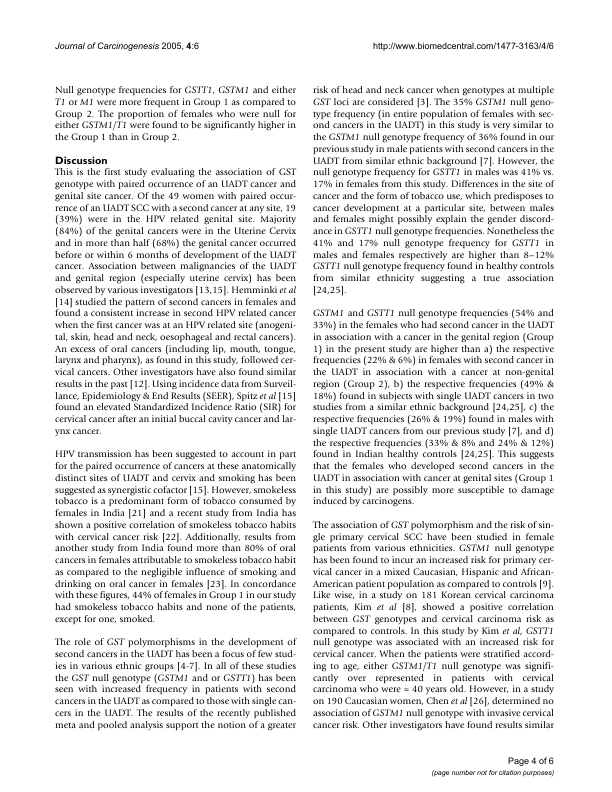 Journal of Carcinogenesis 2005, 4:6
http://www.biomedcentral.com/1477-3163/4/6
Null genotype frequencies for GSTT1, GSTM1 and either
T1 or M1 were more frequent in Group 1 as compared to
Group 2. The proportion of females who were null for
either GSTM1/T1 were found to be significantly higher in
the Group 1 than in Group 2.
Discussion
This is the first study evaluating the association of GST
genotype with paired occurrence of an UADT cancer and
genital site cancer. Of the 49 women with paired occur-
rence of an UADT SCC with a second cancer at any site, 19
(39%) were in the HPV related genital site. Majority
(84%) of the genital cancers were in the Uterine Cervix
and in more than half (68%) the genital cancer occurred
before or within 6 months of development of the UADT
cancer. Association between malignancies of the UADT
and genital region (especially uterine cervix) has been
observed by various investigators [13,15]. Hemminki et al
[14] studied the pattern of second cancers in females and
found a consistent increase in second HPV related cancer
when the first cancer was at an HPV related site (anogeni-
tal, skin, head and neck, oesophageal and rectal cancers).
An excess of oral cancers (including lip, mouth, tongue,
larynx and pharynx), as found in this study, followed cer-
vical cancers. Other investigators have also found similar
results in the past [12]. Using incidence data from Surveil-
lance, Epidemiology & End Results (SEER), Spitz et al [15]
found an elevated Standardized Incidence Ratio (SIR) for
cervical cancer after an initial buccal cavity cancer and lar-
ynx cancer.
HPV transmission has been suggested to account in part
for the paired occurrence of cancers at these anatomically
distinct sites of UADT and cervix and smoking has been
suggested as synergistic cofactor [15]. However, smokeless
tobacco is a predominant form of tobacco consumed by
females in India [21] and a recent study from India has
shown a positive correlation of smokeless tobacco habits
with cervical cancer risk [22]. Additionally, results from
another study from India found more than 80% of oral
cancers in females attributable to smokeless tobacco habit
as compared to the negligible influence of smoking and
drinking on oral cancer in females [23]. In concordance
with these figures, 44% of females in Group 1 in our study
had smokeless tobacco habits and none of the patients,
except for one, smoked.
The role of GST polymorphisms in the development of
second cancers in the UADT has been a focus of few stud-
ies in various ethnic groups [4-7]. In all of these studies
the GST null genotype (GSTM1 and or GSTT1) has been
seen with increased frequency in patients with second
cancers in the UADT as compared to those with single can-
cers in the UADT. The results of the recently published
meta and pooled analysis support the notion of a greater
risk of head and neck cancer when genotypes at multiple
GST loci are considered [3]. The 35% GSTM1 null geno-
type frequency (in entire population of females with sec-
ond cancers in the UADT) in this study is very similar to
the GSTM1 null genotype frequency of 36% found in our
previous study in male patients with second cancers in the
UADT from similar ethnic background [7]. However, the
null genotype frequency for GSTT1 in males was 41% vs.
17% in females from this study. Differences in the site of
cancer and the form of tobacco use, which predisposes to
cancer development at a particular site, between males
and females might possibly explain the gender discord-
ance in GSTT1 null genotype frequencies. Nonetheless the
41% and 17% null genotype frequency for GSTT1 in
males and females respectively are higher than 8–12%
GSTT1 null genotype frequency found in healthy controls
from similar ethnicity suggesting a true association
[24,25].
GSTM1 and GSTT1 null genotype frequencies (54% and
33%) in the females who had second cancer in the UADT
in association with a cancer in the genital region (Group
1) in the present study are higher than a) the respective
frequencies (22% & 6%) in females with second cancer in
the UADT in association with a cancer at non-genital
region (Group 2), b) the respective frequencies (49% &
18%) found in subjects with single UADT cancers in two
studies from a similar ethnic background [24,25], c) the
respective frequencies (26% & 19%) found in males with
single UADT cancers from our previous study [7], and d)
the respective frequencies (33% & 8% and 24% & 12%)
found in Indian healthy controls [24,25]. This suggests
that the females who developed second cancers in the
UADT in association with cancer at genital sites (Group 1
in this study) are possibly more susceptible to damage
induced by carcinogens.
The association of GST polymorphism and the risk of sin-
gle primary cervical SCC have been studied in female
patients from various ethnicities. GSTM1 null genotype
has been found to incur an increased risk for primary cer-
vical cancer in a mixed Caucasian, Hispanic and African-
American patient population as compared to controls [9].
Like wise, in a study on 181 Korean cervical carcinoma
patients, Kim et al [8], showed a positive correlation
between GST genotypes and cervical carcinoma risk as
compared to controls. In this study by Kim et al, GSTT1
null genotype was associated with an increased risk for
cervical cancer. When the patients were stratified accord-
ing to age, either GSTM1/T1 null genotype was signifi-
cantly over represented in patients with cervical
carcinoma who were = 40 years old. However, in a study
on 190 Caucasian women, Chen et al [26], determined no
association of GSTM1 null genotype with invasive cervical
cancer risk. Other investigators have found results similar
Page 4 of 6
(page number not for citation purposes)